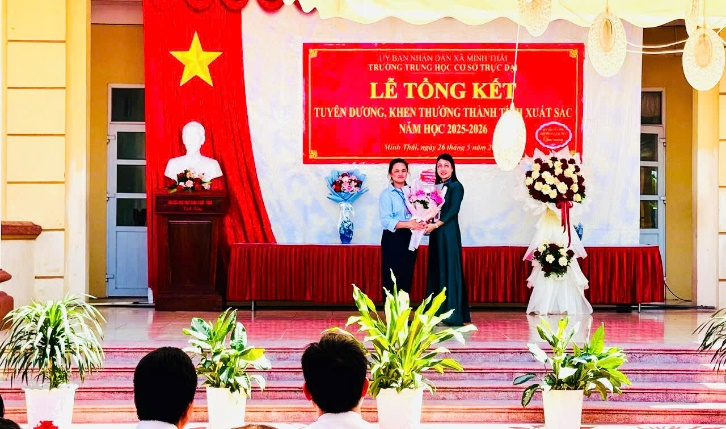 ỦY BAN NHÂN DÂN XÃ MINH THÁI
TRƯỜNG TRUNG HỌC CƠ SỞ TRỰC ĐẠI
LỄ TỔNG KẾT
TUYÊN DƯƠNG, KHEN THƯỞNG THÀNH TÍCH XUẤT SẮC
NĂM HỌC 2025-2026
Minh Thái, ngày 26 tháng 5